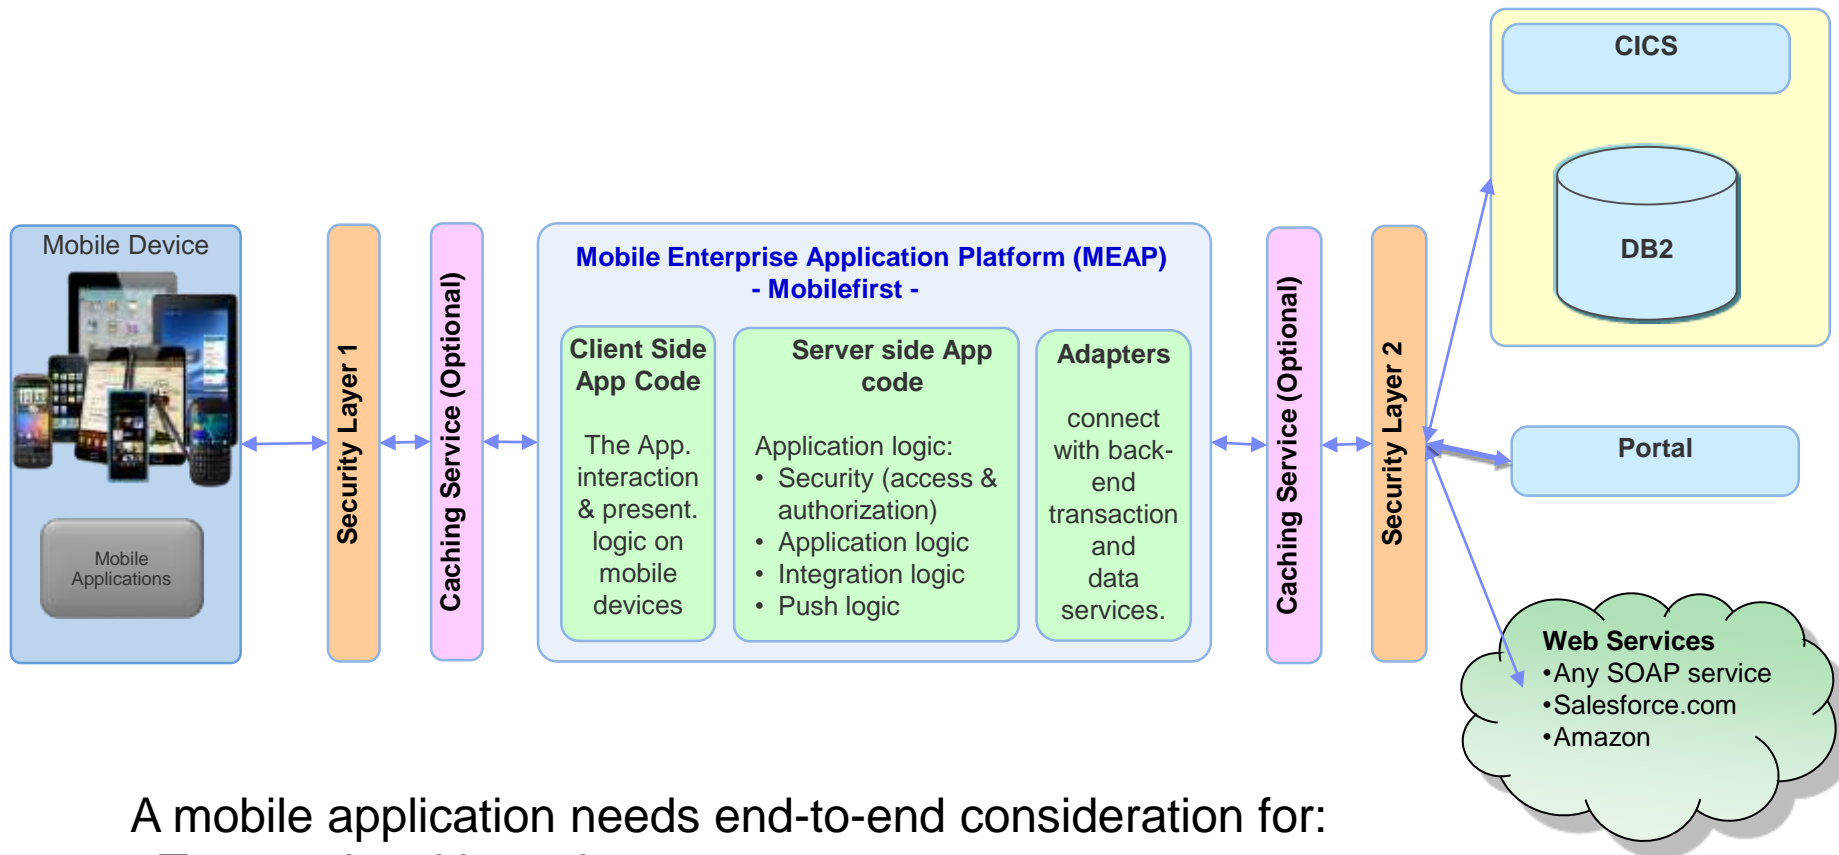 Mobile Device
Mobile
Applications
Security Layer 1
Caching Service (Optional)
Mobile Enterprise Application Platform (MEAP)
- Mobilefirst -
Client Side
App Code
The App.
interaction
& present.
logic on
mobile
devices
Server side App
code
Application logic:
• Security (access &
authorization)
• Application logic
• Integration logic
• Push logic
Adapters
connect
with back-
end
transaction
and
data
services.
Caching Service (Optional)
Security Layer 2
CICS
DB2
Portal
Web Services
•Any SOAP service
•Salesforce.com
•Amazon
A mobile application needs end-to-end consideration for: